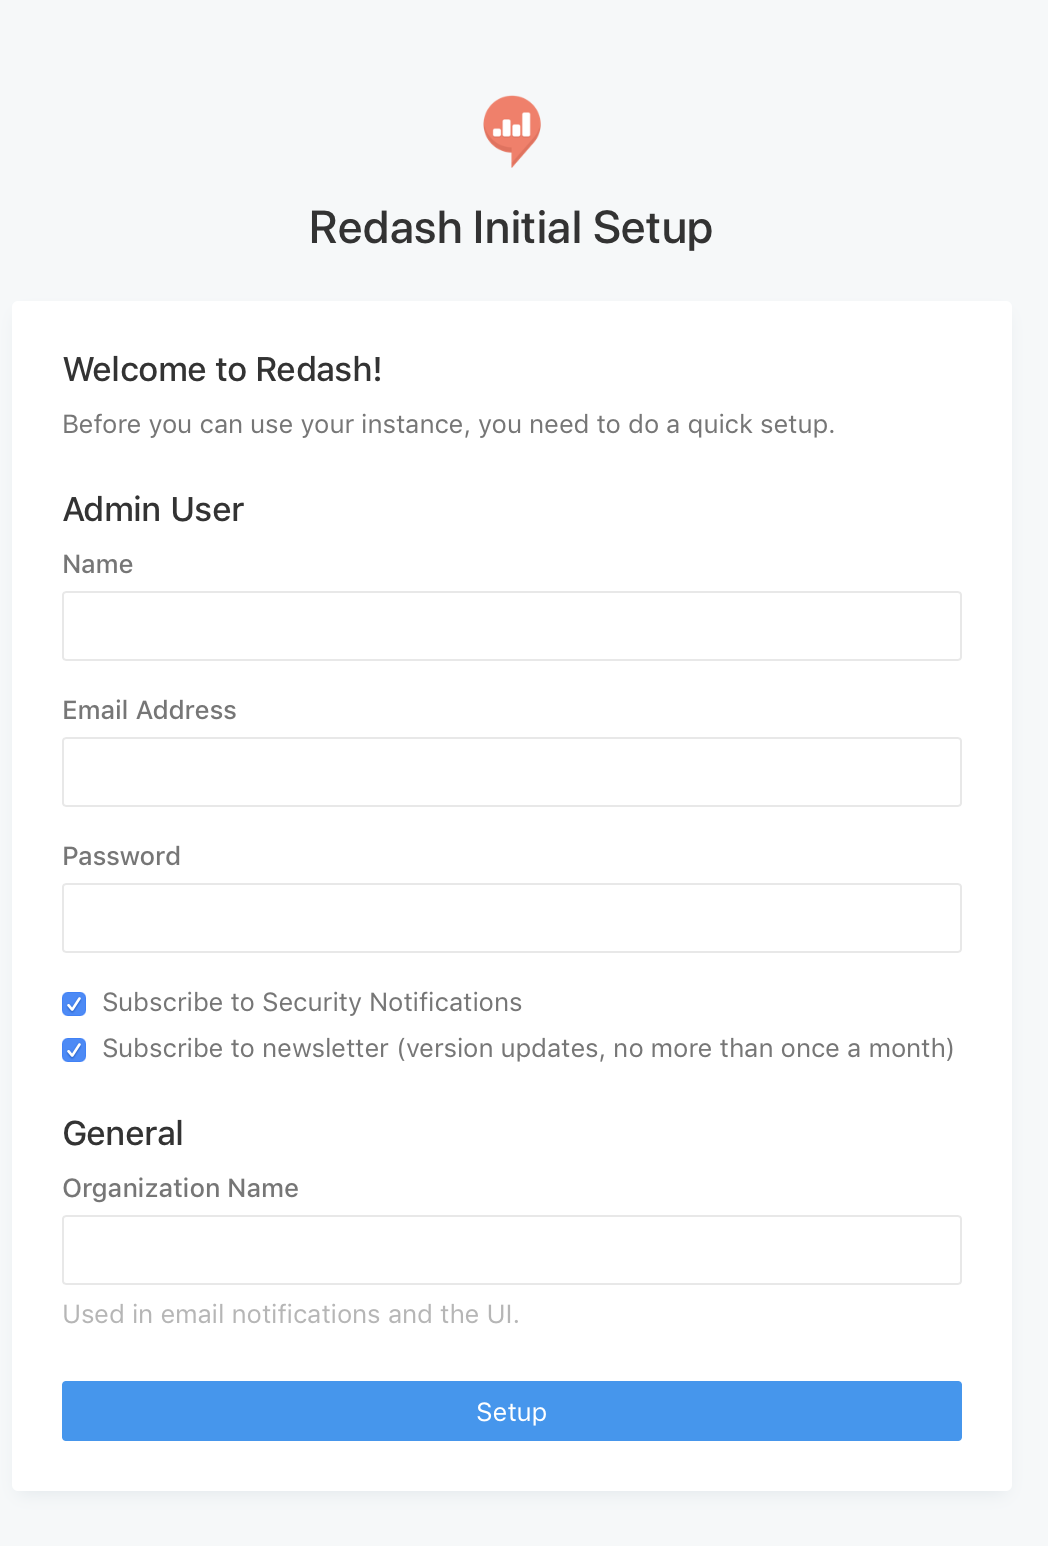 Redash Initial Setup
Welcome to Redash!
Before you can use your instance, you need to do a quick setup.
Admin User
Name
Email Address
Password
Subscribe to Security Notifications
Subscribe to newsletter (version updates, no more than once a month)
General
Organization Name
Used in email notifications and the UI.
Setup